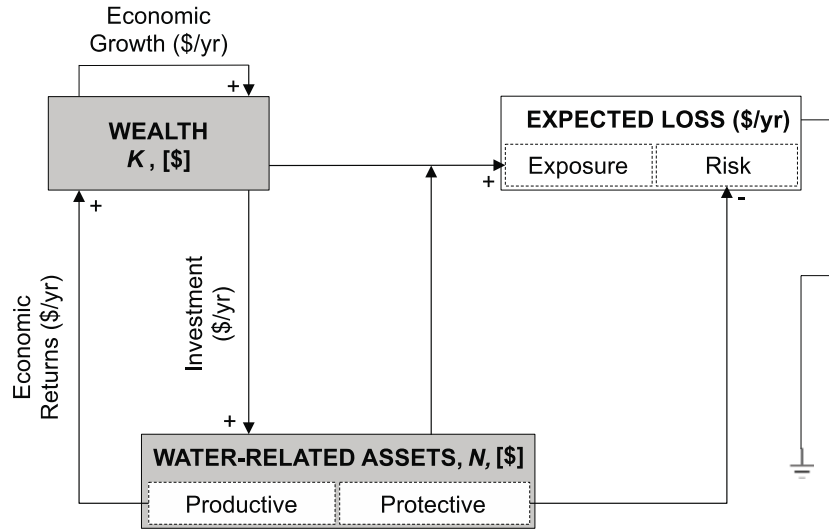 Economic
Growth ($/yr)
+
WEALTH
K, [$]
EXPECTED LOSS ($/yr)
Exposure
Risk
+
+
-
Economic
Returns ($/yr)
Investment
($/yr)
+
WATER-RELATED ASSETS, N, [$]
Productive
Protective